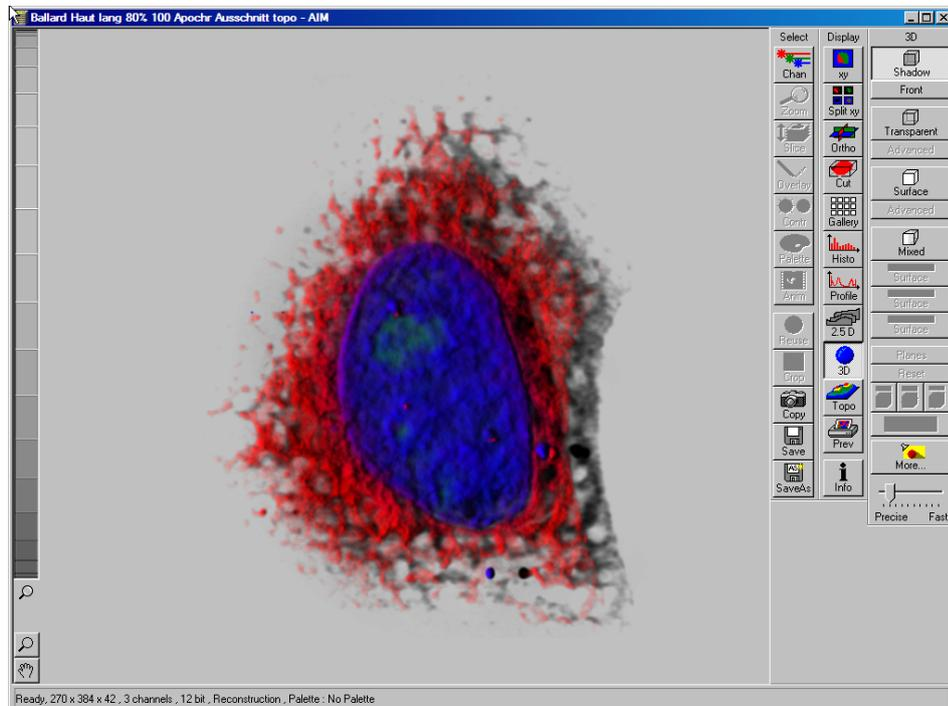 Ballard Haut lang 80% 100 Apochr Ausschnitt topo - AIM
Select
Chan
Zoom
Slice
Overlay
Contr
Palette
Anim
Reuse
Crop
Copy
Save
SaveAs
Display
xy
Split xy
Ortho
Cut
Gallery
Histo
Profile
2.5 D
3D
Topo
Prev
Info
3D
Shadow
Front
Transparent
Advanced
Surface
Advanced
Mixed
Surface
Surface
Surface
Planes
Reset
More...
Precise Fast
Ready, 270 x 384 x 42 , 3 channels , 12 bit , Reconstruction , Palette : No Palette